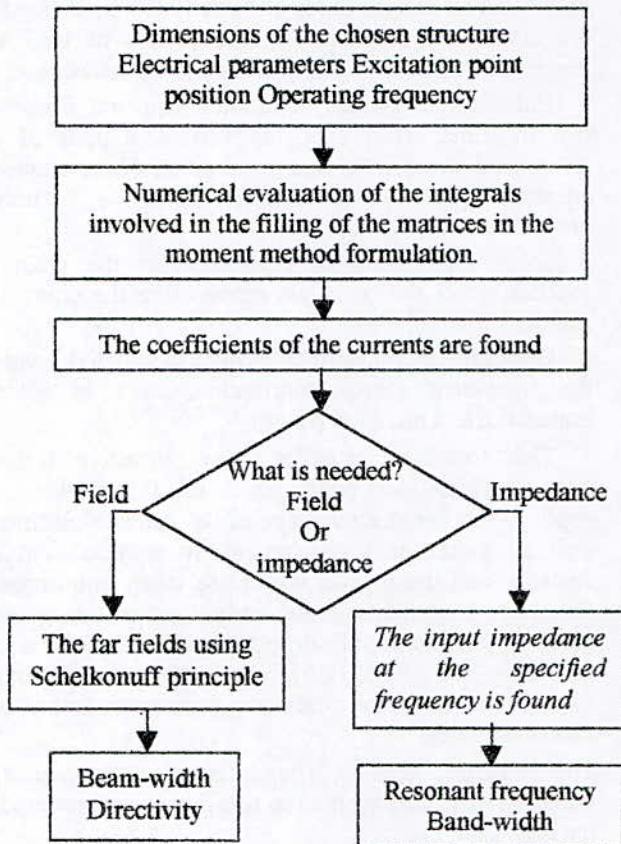 Dimensions of the chosen structure
Electrical parameters Excitation point
position Operating frequency
Numerical evaluation of the integrals
involved in the filling of the matrices in the
moment method formulation.
The coefficients of the currents are found
What is needed?
Field
Or
impedance
Field
Impedance
The far fields using
Schelkonuff principle
The input impedance
at the specified
frequency is found
Beam-width
Directivity
Resonant frequency
Band-width